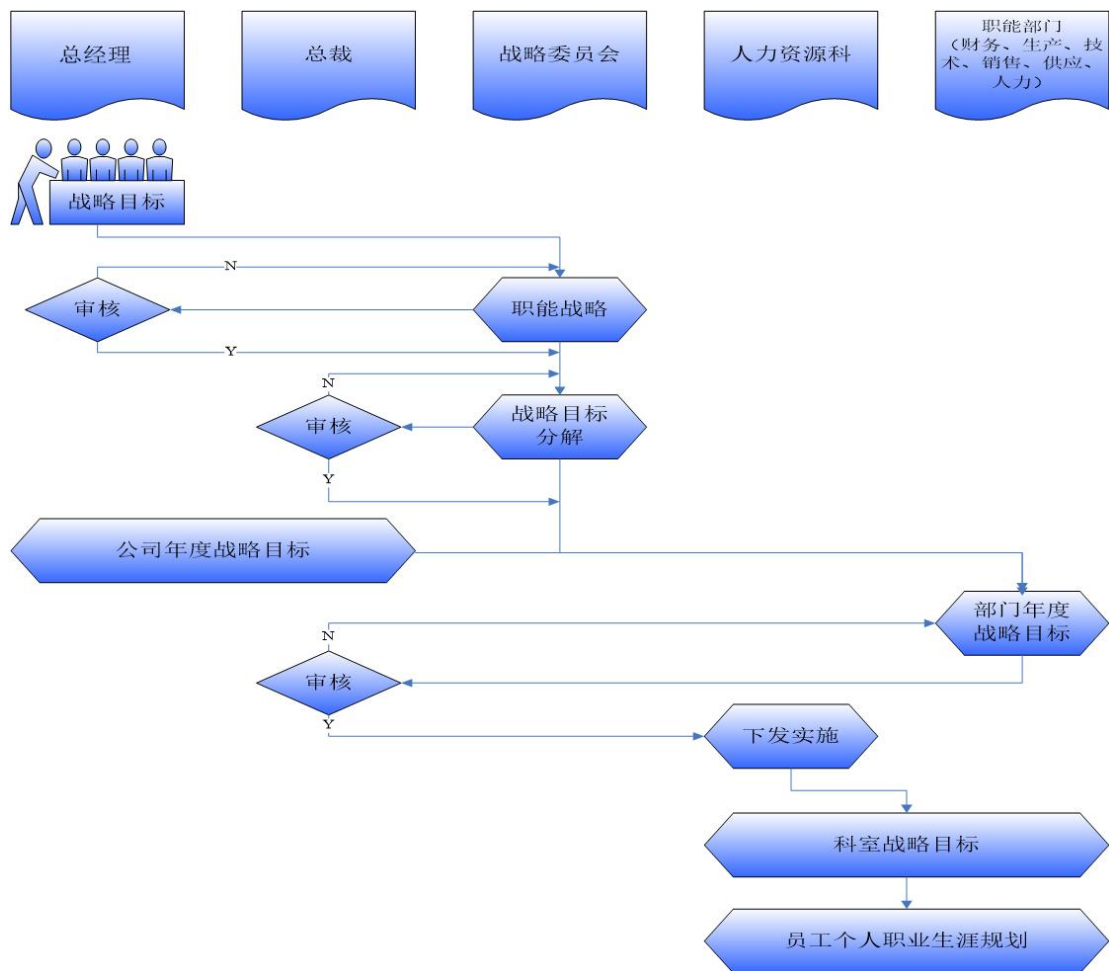 总经理
总裁
战略委员会
人力资源科
职能部门
（财务、生产、技
术、销售、供应、
人力）
战略目标
N
审核
职能战略
Y
N
审核
战略目标
分解
Y
公司年度战略目标
部门年度
战略目标
N
审核
Y
下发实施
科室战略目标
员工个人职业生涯规划